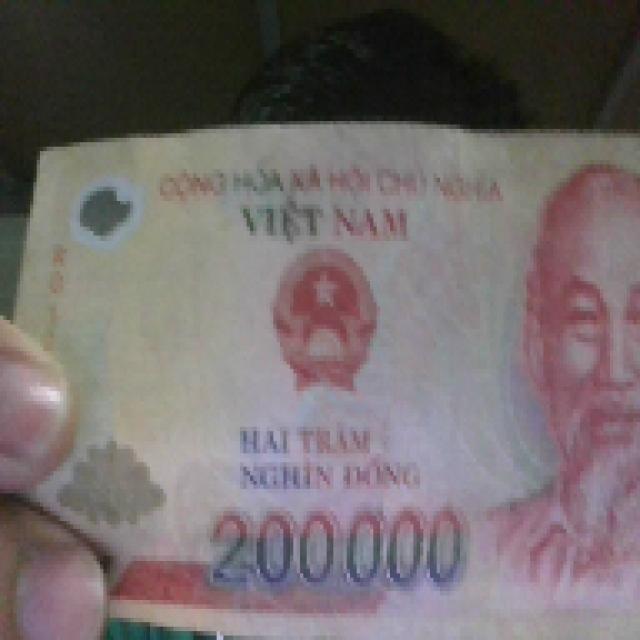 CỘNG HÒA XÃ HỘI CHỦ NGHĨA
VIỆT NAM
HAI TRĂM
NGHÌN ĐỒNG
200000